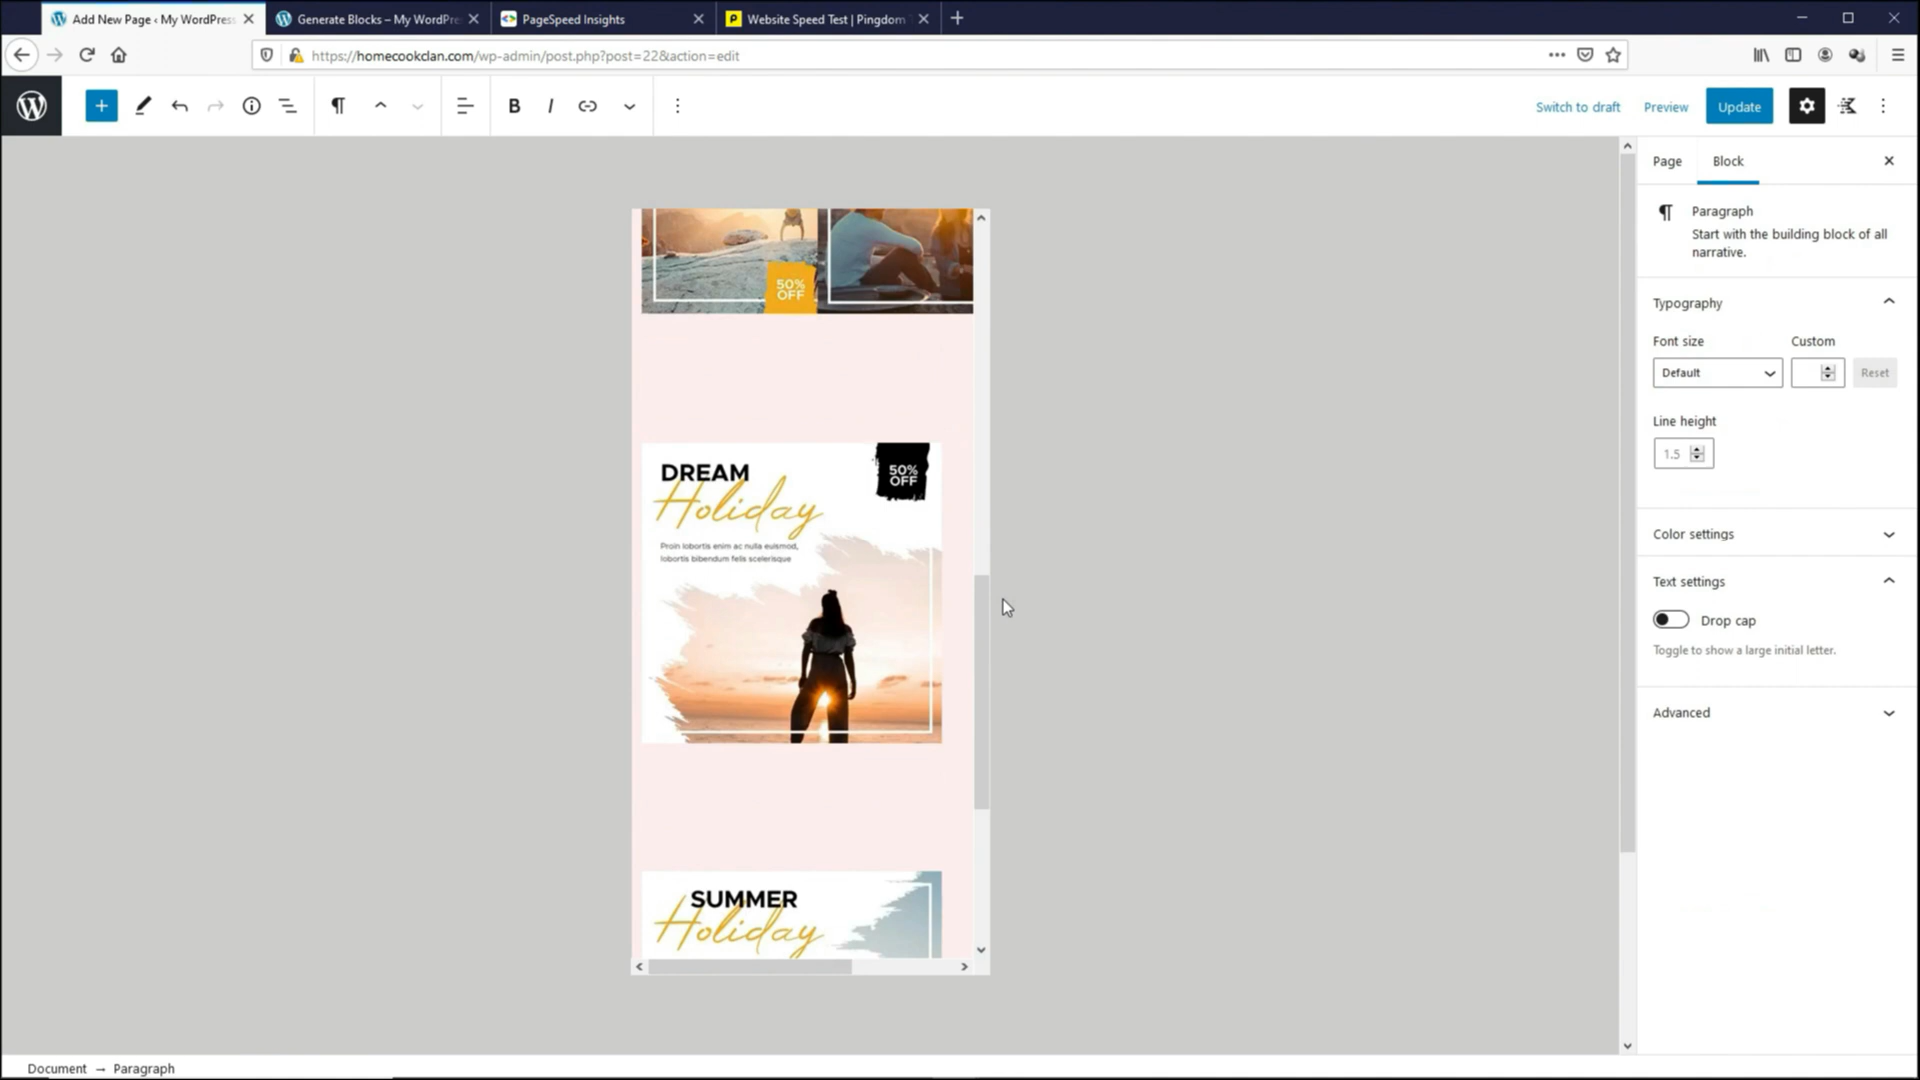 Add New Page ‹ My WordPress
Generate Blocks – My WordPre
PageSpeed Insights
Website Speed Test | Pingdom
https://homecookdan.com/wp-admin/post.php?post=22&action=edit
B I
Switch to draft
Preview
Update
Page
Block
Paragraph
Start with the building block of all
narrative.
Typography
Font size
Custom
Default
Reset
Line height
1.5
Color settings
Text settings
Drop cap
Toggle to show a large initial letter.
Advanced
50%
OFF
DREAM
Holiday
50%
OFF
Proin lobortis enim ac nulla euismod,
lobortis bibendum felis scelerisque
SUMMER
Holiday
Document → Paragraph